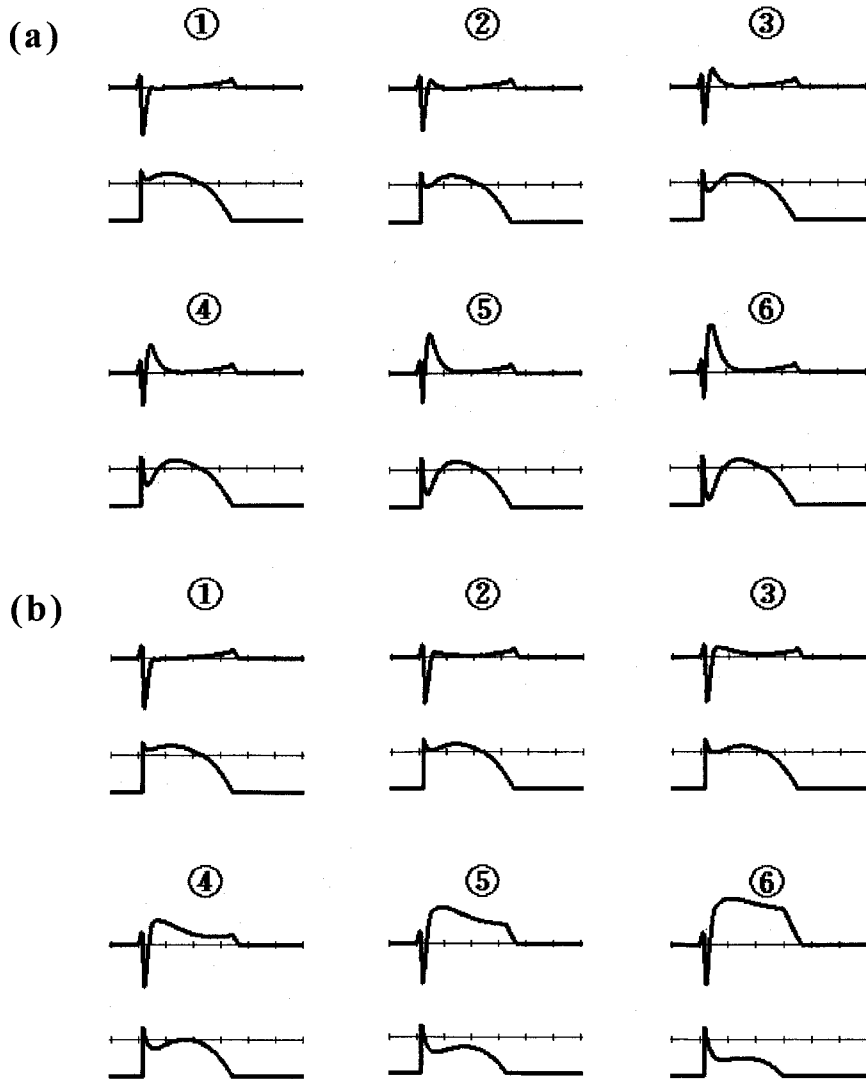 (a)
① ② ③
④ ⑤ ⑥
(b)
① ② ③
④ ⑤ ⑥